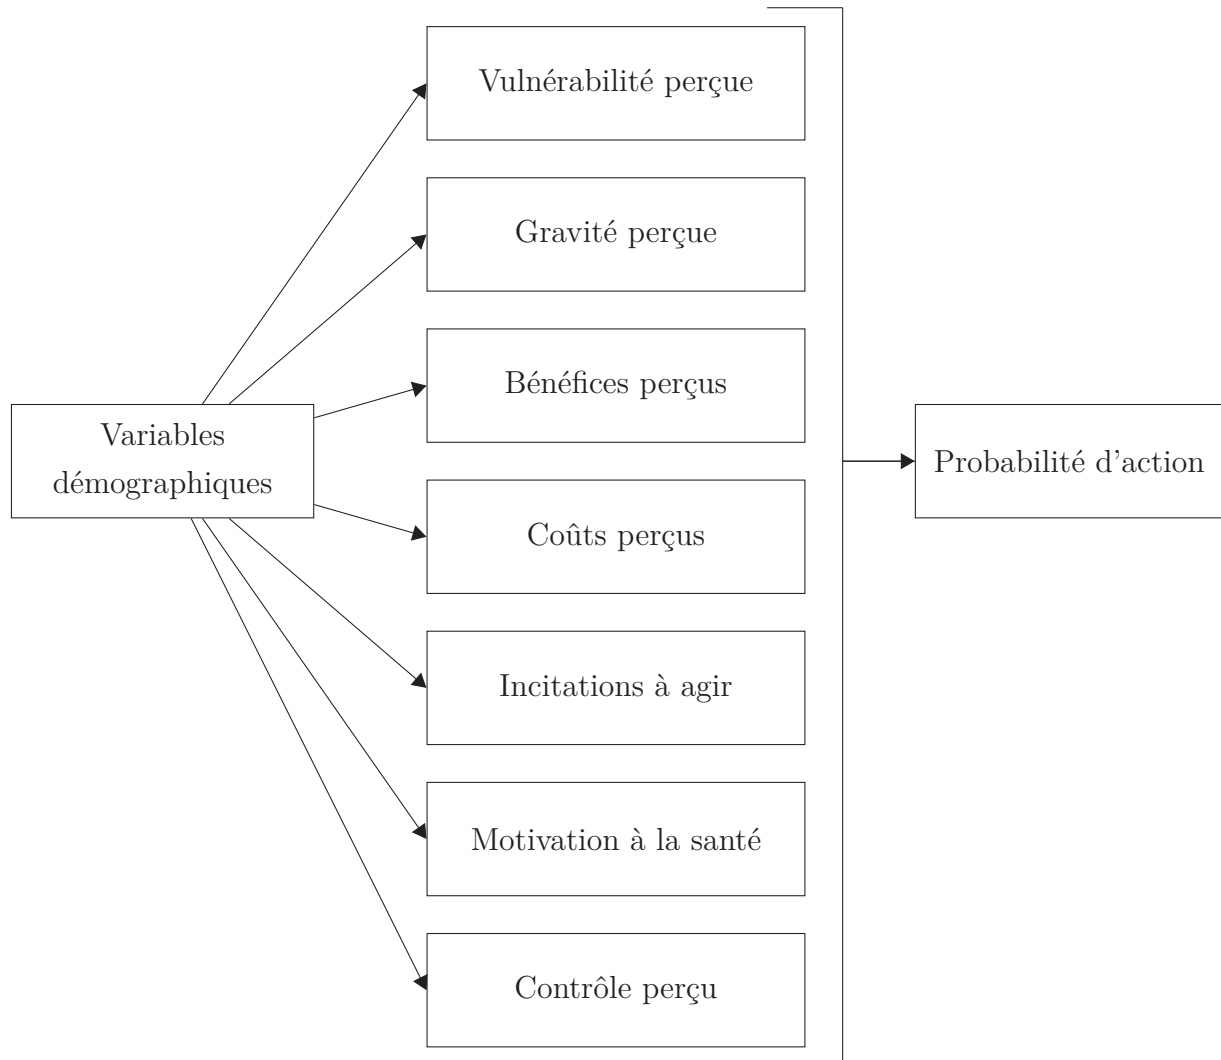 Vulnérabilité perçue
Gravité perçue
Bénéfices perçus
Variables
démographiques
Probabilité d'action
Coûts perçus
Incitations à agir
Motivation à la santé
Contrôle perçu